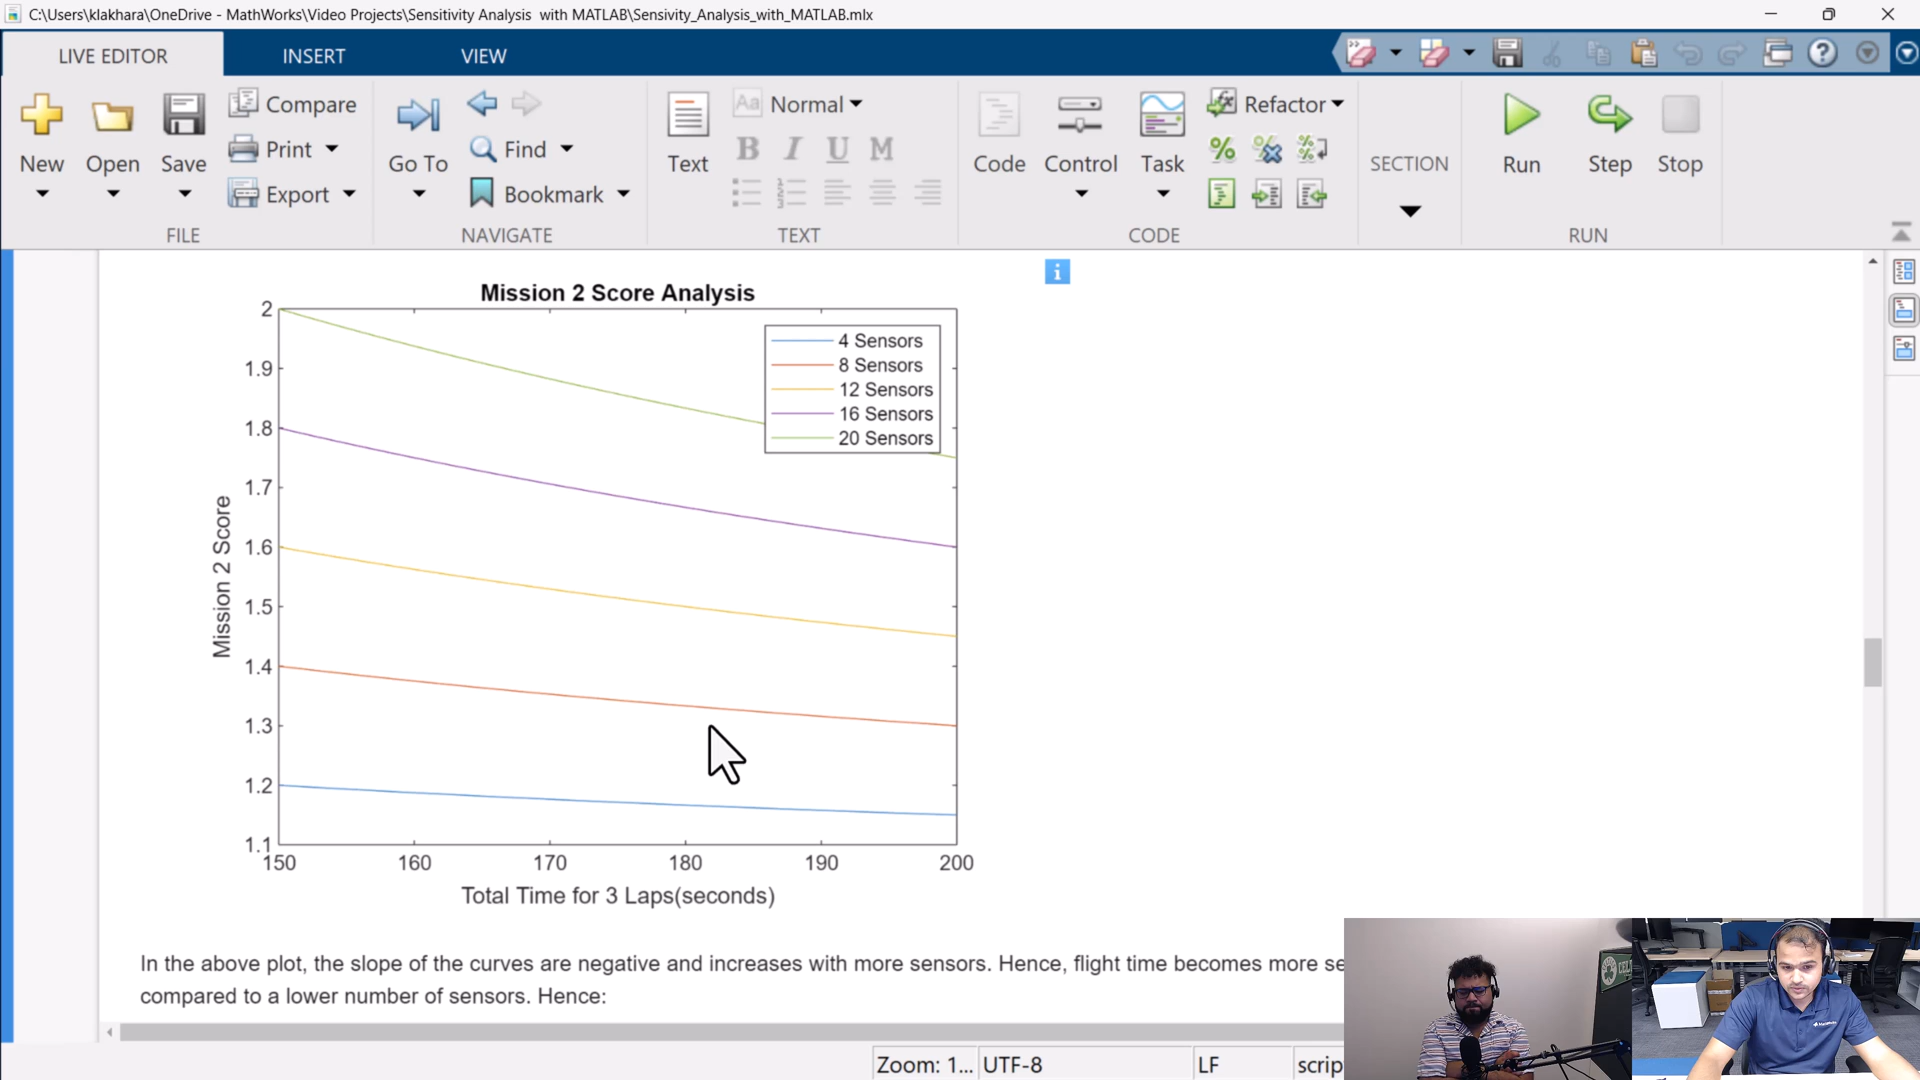 C:\Users\klakhara\OneDrive - MathWorks\Video Projects\Sensitivity Analysis  with MATLAB\Sensivity_Analysis_with_MATLAB.mlx
LIVE EDITOR
INSERT
VIEW
New
Open
Save
Compare
Print
Export
FILE
Go To
Find
Bookmark
NAVIGATE
Text
Aa Normal
B I U M
TEXT
Code
Control
Task
Refactor
CODE
SECTION
Run
Step
Stop
RUN
Mission 2 Score Analysis
Mission 2 Score
2
1.9
1.8
1.7
1.6
1.5
1.4
1.3
1.2
1.1
4 Sensors
8 Sensors
12 Sensors
16 Sensors
20 Sensors
150 160 170 180 190 200
Total Time for 3 Laps(seconds)
In the above plot, the slope of the curves are negative and increases with more sensors. Hence, flight time becomes more se
compared to a lower number of sensors. Hence:
Zoom: 1... UTF-8 LF scrip